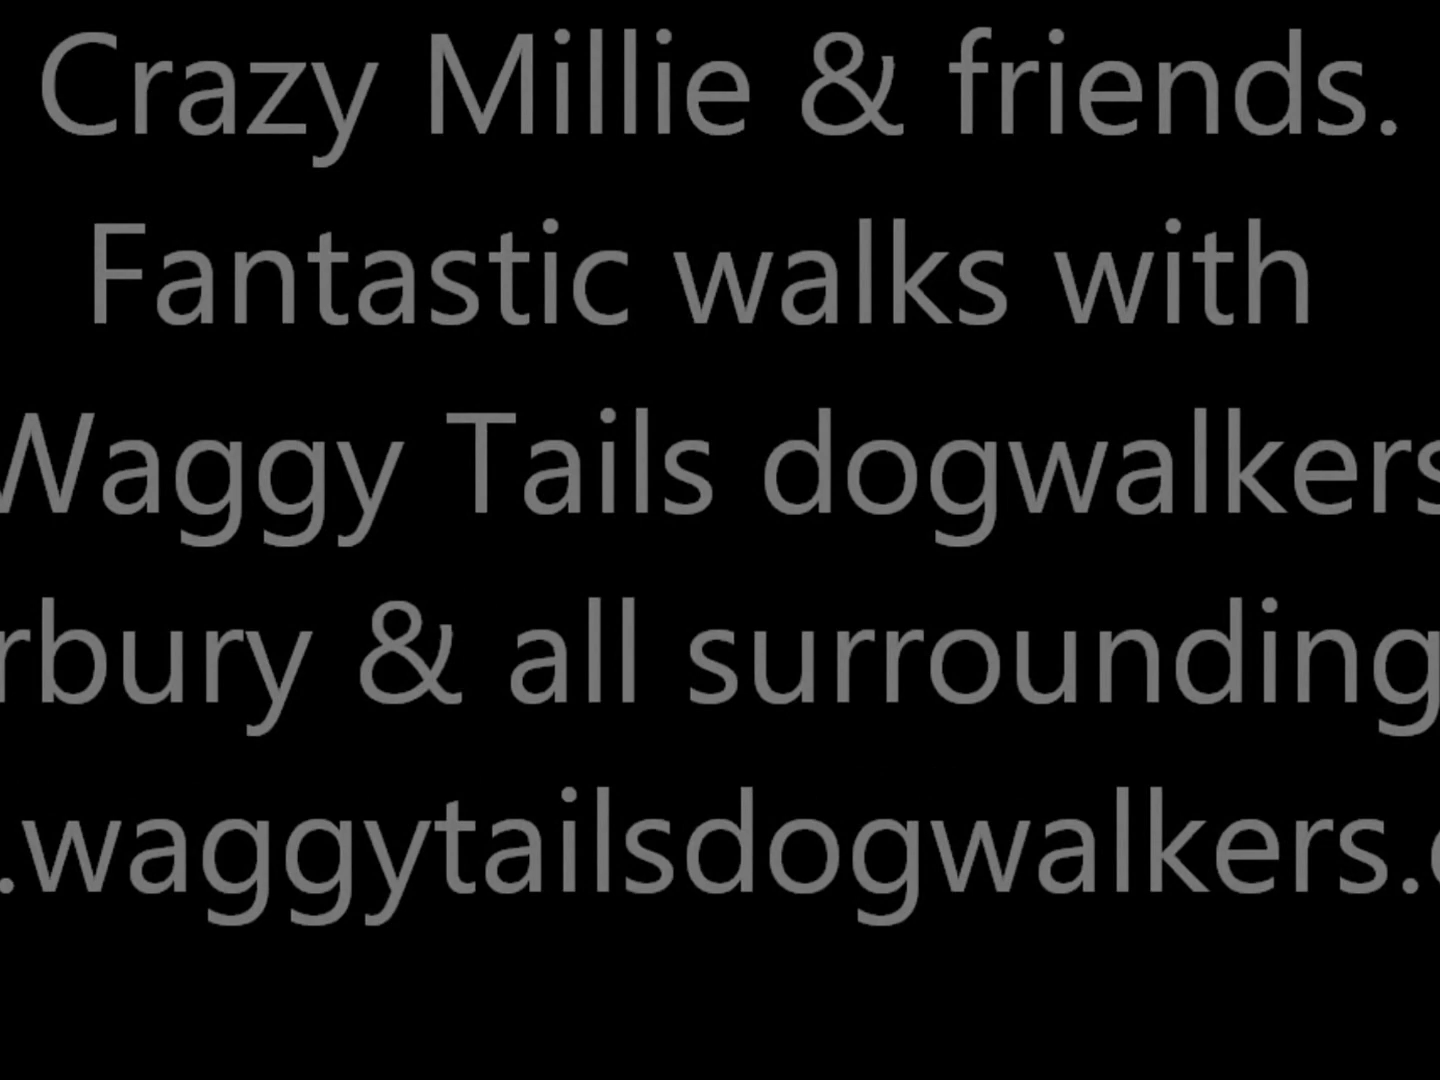 Crazy Millie & friends.
Fantastic walks with
Waggy Tails dogwalkers
rbury & all surrounding
.waggytailsdogwalkers.c